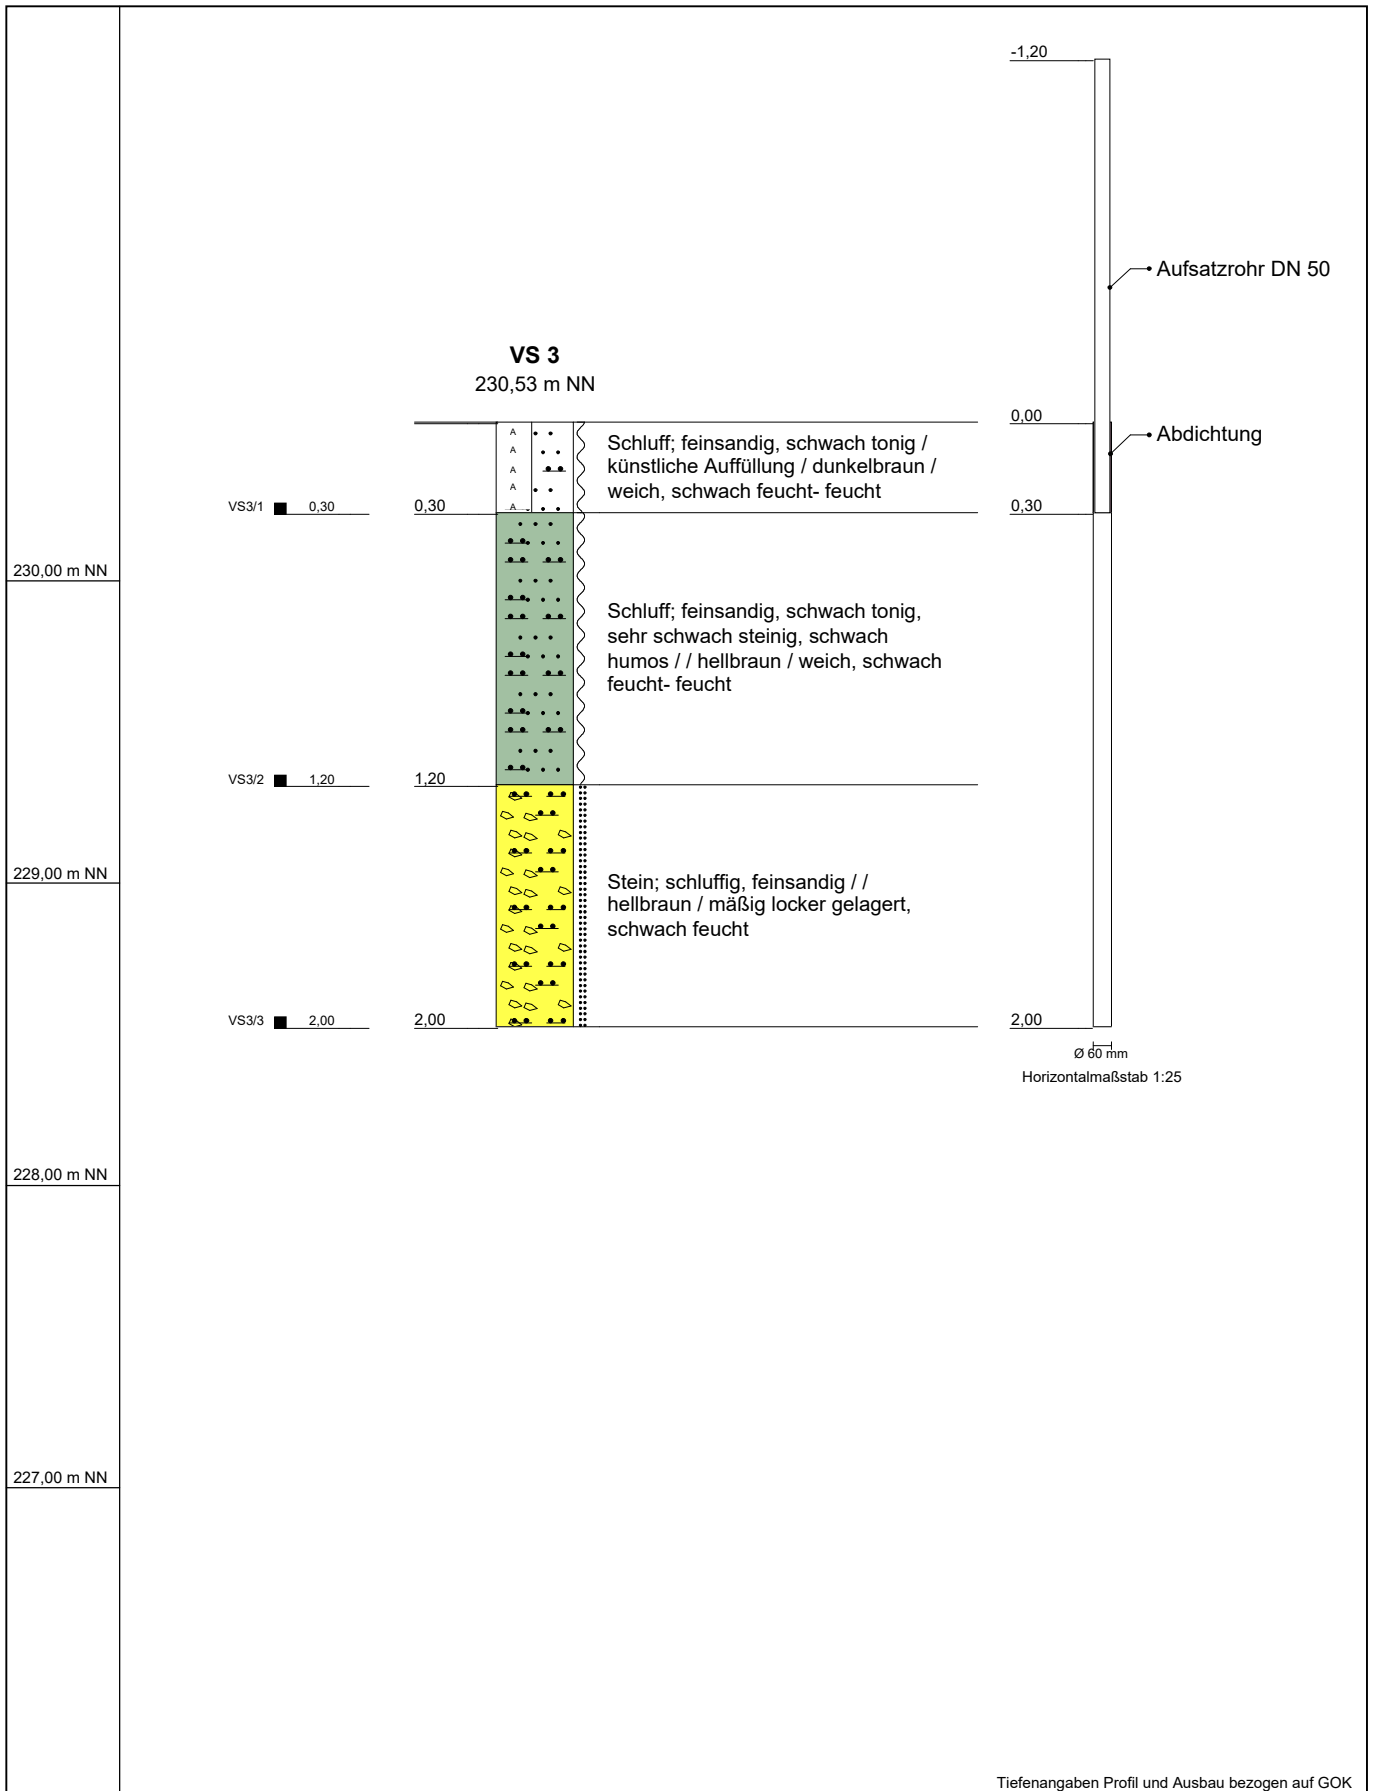 -1,20
Aufsatzrohr DN 50
VS 3
230,53 m NN
0,00
Abdichtung
A
A
A
A
A
Schluff; feinsandig, schwach tonig /
künstliche Auffüllung / dunkelbraun /
weich, schwach feucht- feucht
VS3/1 0,30 0,30 0,30
230,00 m NN
Schluff; feinsandig, schwach tonig,
sehr schwach steinig, schwach
humos / / hellbraun / weich, schwach
feucht- feucht
VS3/2 1,20 1,20
229,00 m NN
Stein; schluffig, feinsandig / /
hellbraun / mäßig locker gelagert,
schwach feucht
VS3/3 2,00 2,00 2,00
Ø 60 mm
Horizontalmaßstab 1:25
228,00 m NN
227,00 m NN
Tiefenangaben Profil und Ausbau bezogen auf GOK